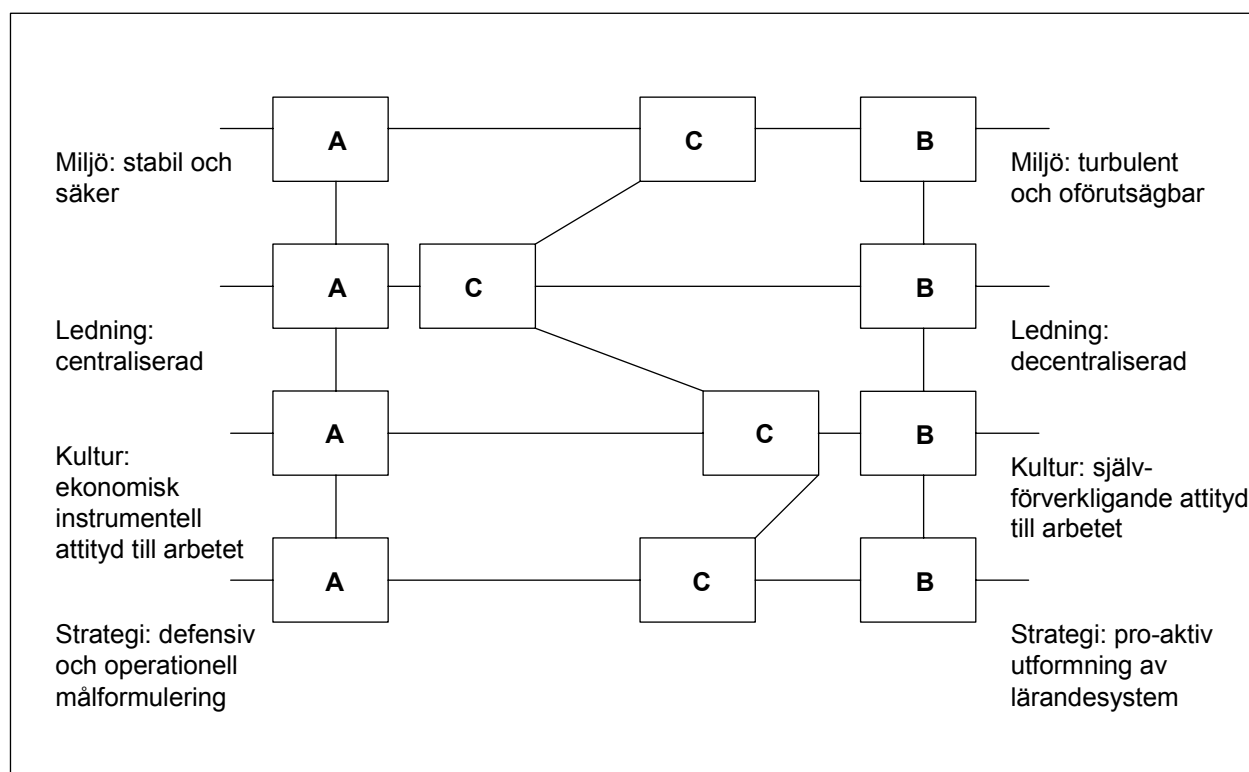 A
C
B
Miljö: stabil och
säker
Miljö: turbulent
och oförutsägbar
A
C
B
Ledning:
centraliserad
Ledning:
decentraliserad
A
C
B
Kultur:
ekonomisk
instrumentell
attityd till arbetet
Kultur: själv-
förverkligande attityd
till arbetet
A
C
B
Strategi: defensiv
och operationell
målformulering
Strategi: pro-aktiv
utformning av
lärandesystem